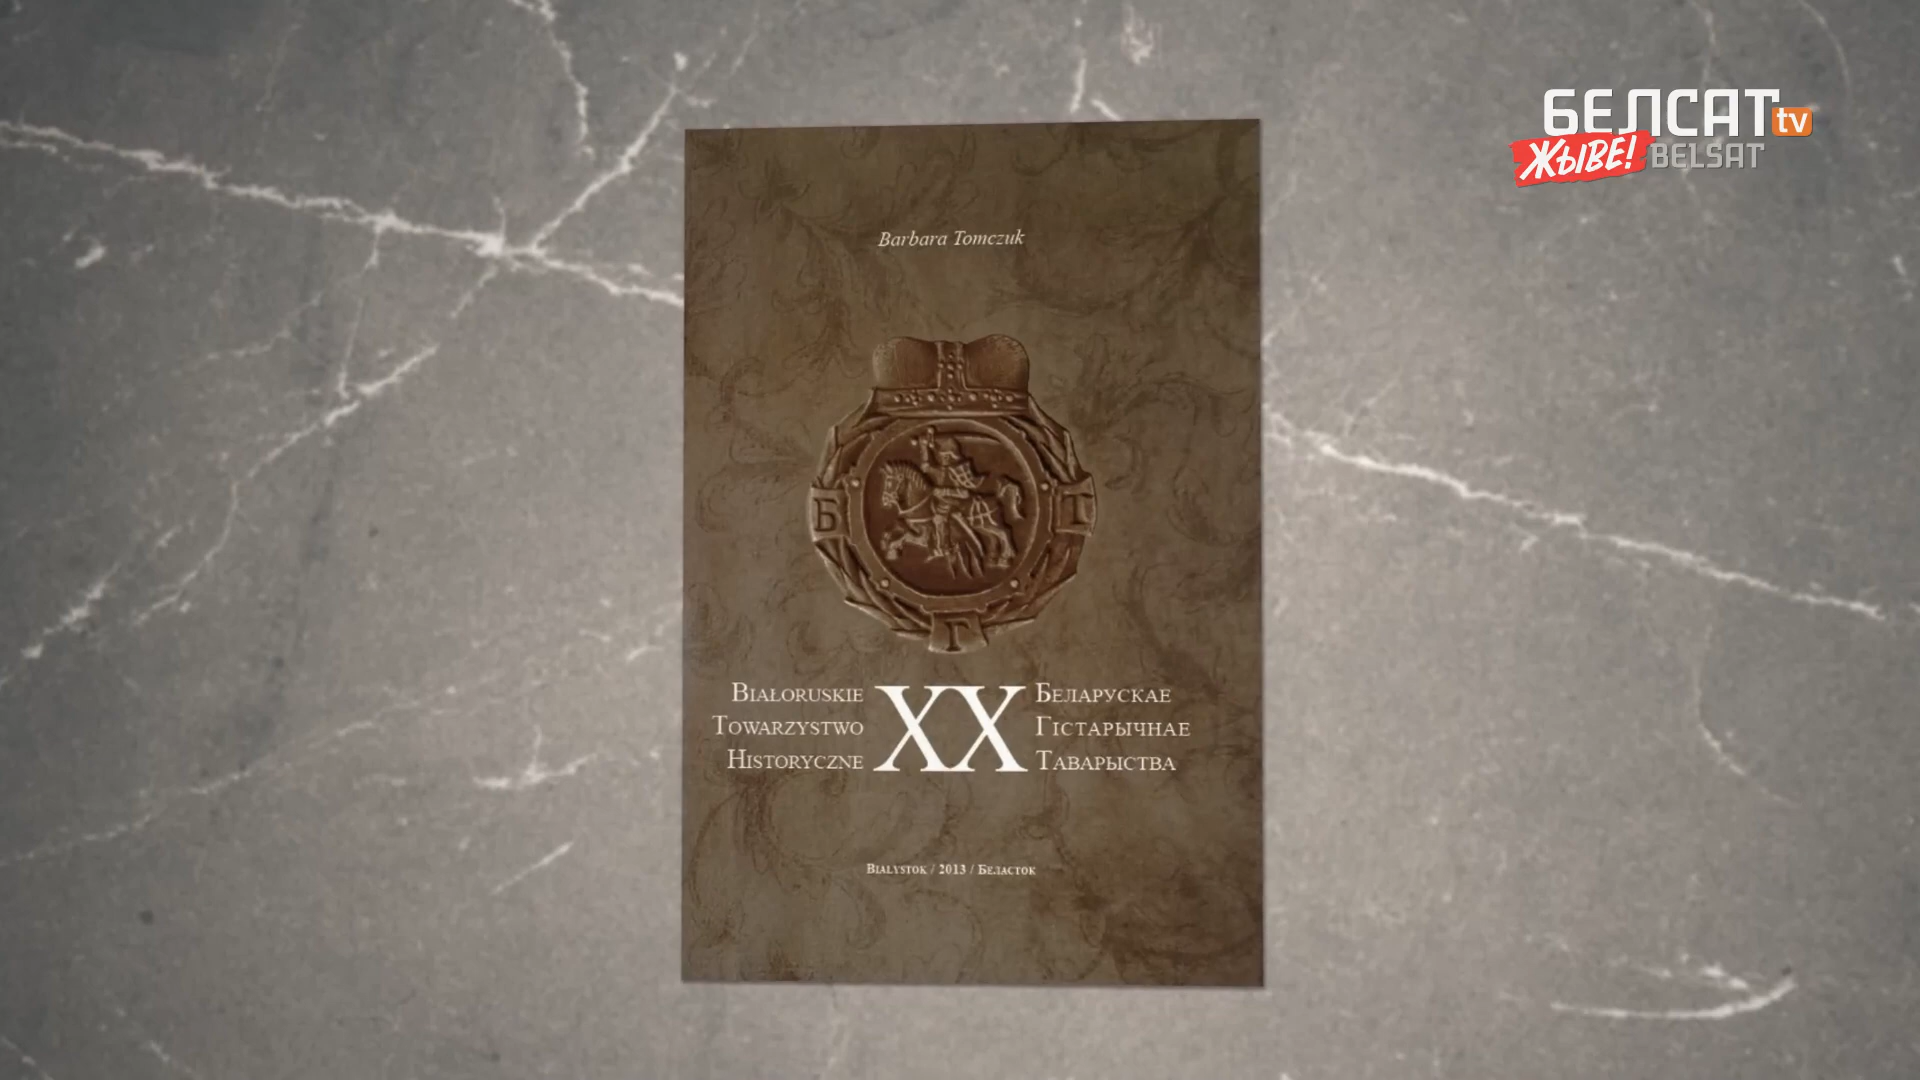 БЕЛСАТ tv
ЖЫВЕ! BELSAT
Barbara Tomczuk
Б Т
Г
BIAŁORUSKIE
TOWARZYSTWO
HISTORYCZNE
XX
БЕЛАРУСКАЕ
ГІСТАРЫЧНАЕ
ТАВАРЫСТВА
BIAŁYSTOK / 2013 / БЕЛАСТОК